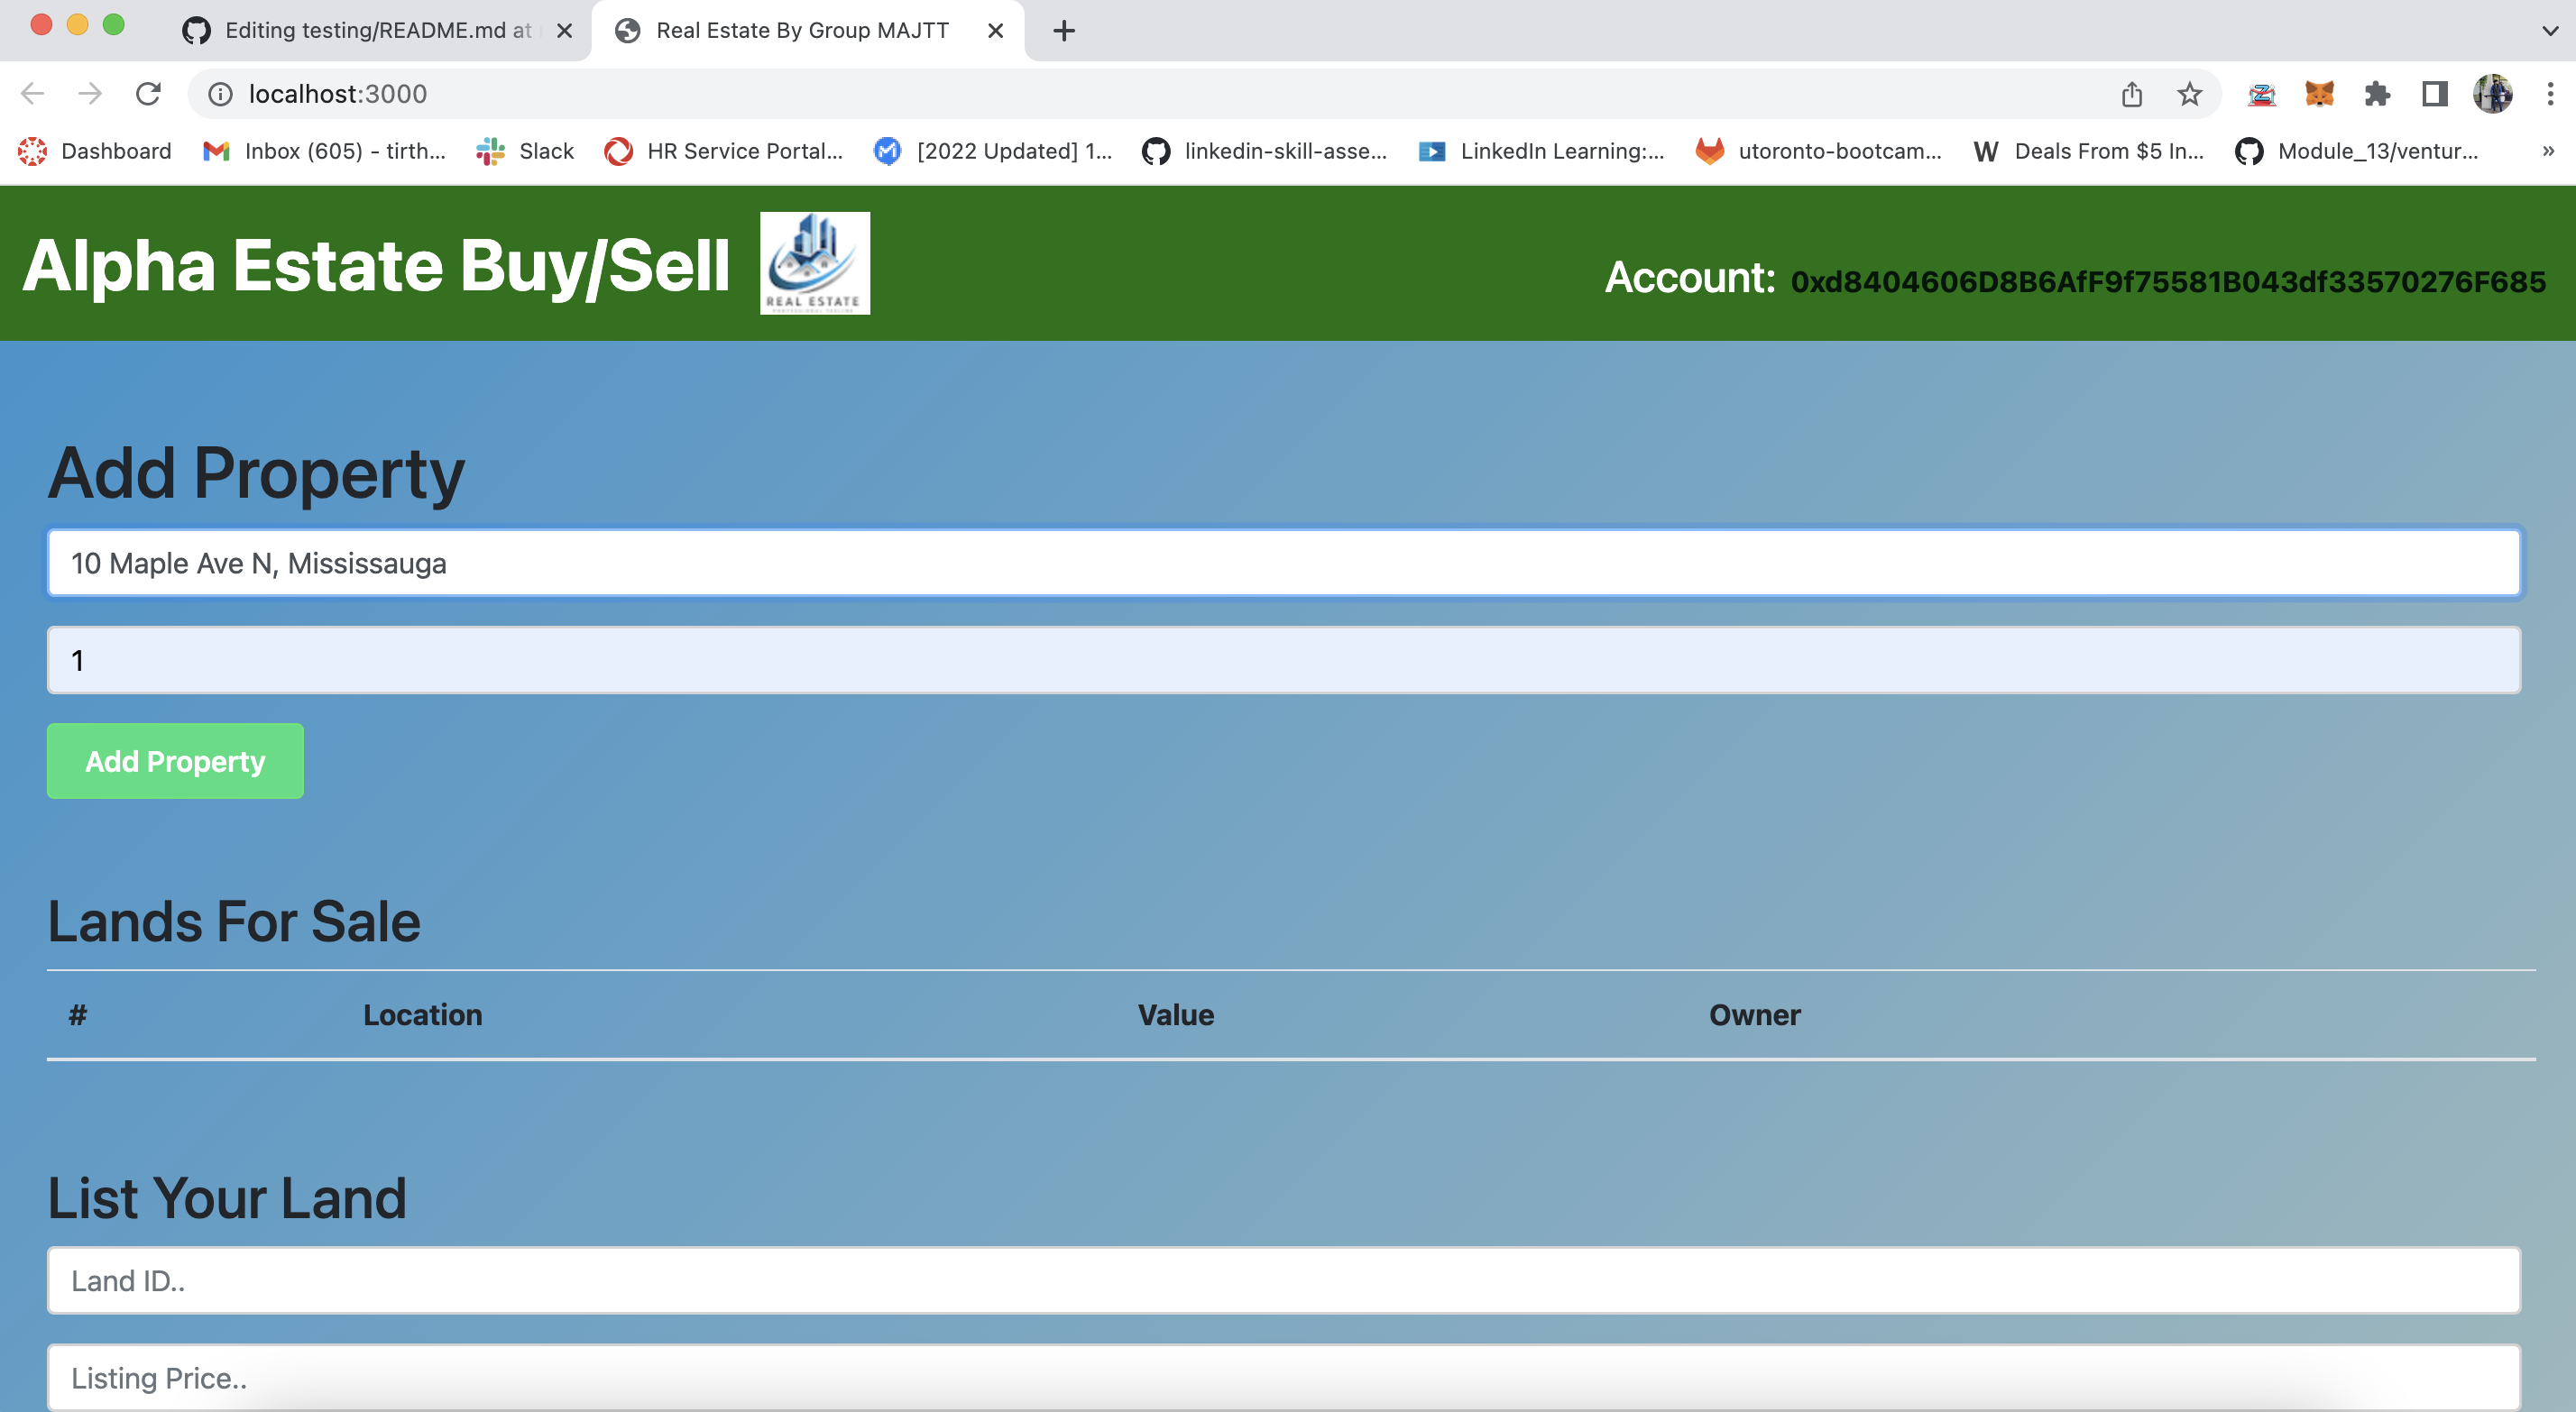 Editing testing/README.md at
Real Estate By Group MAJTT
localhost:3000
Dashboard
Inbox (605) - tirth...
Slack
HR Service Portal...
[2022 Updated] 1...
linkedin-skill-asse...
LinkedIn Learning:...
utoronto-bootcam...
W Deals From $5 In...
Module_13/ventur...
»
Alpha Estate Buy/Sell
REAL ESTATE
Account: 0xd8404606D8B6AfF9f75581B043df33570276F685
Add Property
10 Maple Ave N, Mississauga
1
Add Property
Lands For Sale
# Location Value Owner
List Your Land
Land ID..
Listing Price..